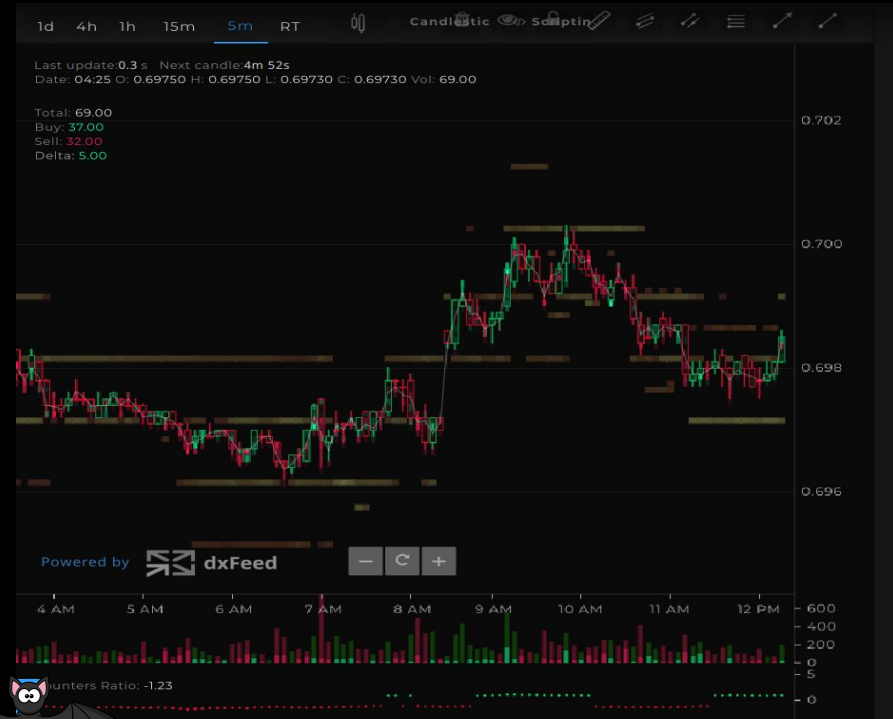 1d 4h 1h 15m 5m RT Candlestic Scriptin
Last update:0.3 s Next candle:4m 52s
Date: 04:25 O: 0.69750 H: 0.69750 L: 0.69730 C: 0.69730 Vol: 69.00
Total: 69.00
Buy: 37.00
Sell: 32.00
Delta: 5.00
0.702
0.700
0.698
0.696
Powered by dxFeed
4 AM 5 AM 6 AM 7 AM 8 AM 9 AM 10 AM 11 AM 12 PM
600
400
200
0
5
unters Ratio: -1.23
0